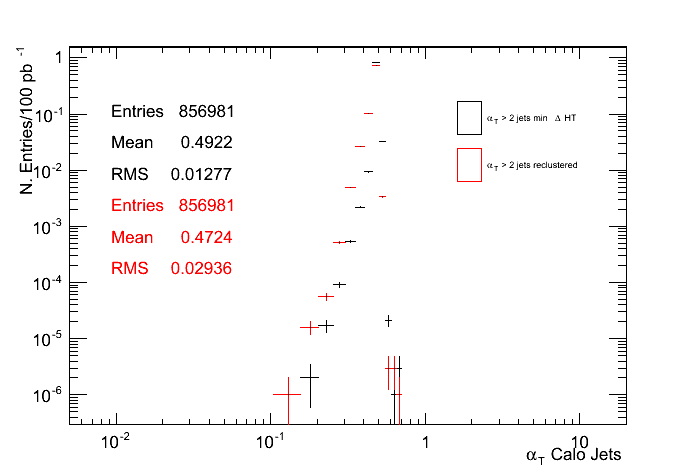 N. Entries/100 pb⁻¹
1
10⁻¹
10⁻²
10⁻³
10⁻⁴
10⁻⁵
10⁻⁶
Entries 856981
Mean 0.4922
RMS 0.01277
Entries 856981
Mean 0.4724
RMS 0.02936
α_T > 2 jets min Δ HT
α_T > 2 jets reclustered
10⁻² 10⁻¹ 1 10
α_T Calo Jets